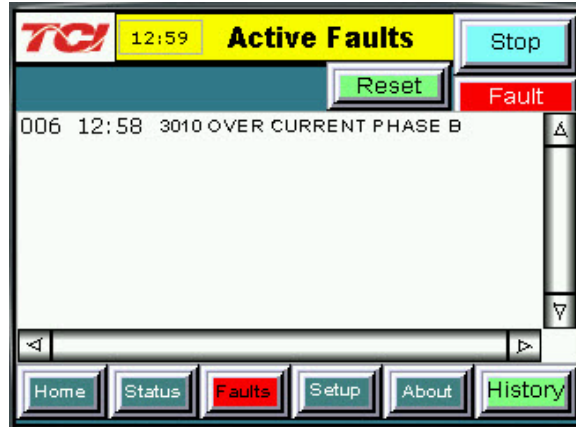 TCI 12:59 Active Faults Stop
Reset Fault
006 12:58 3010 OVER CURRENT PHASE B
Home Status Faults Setup About History